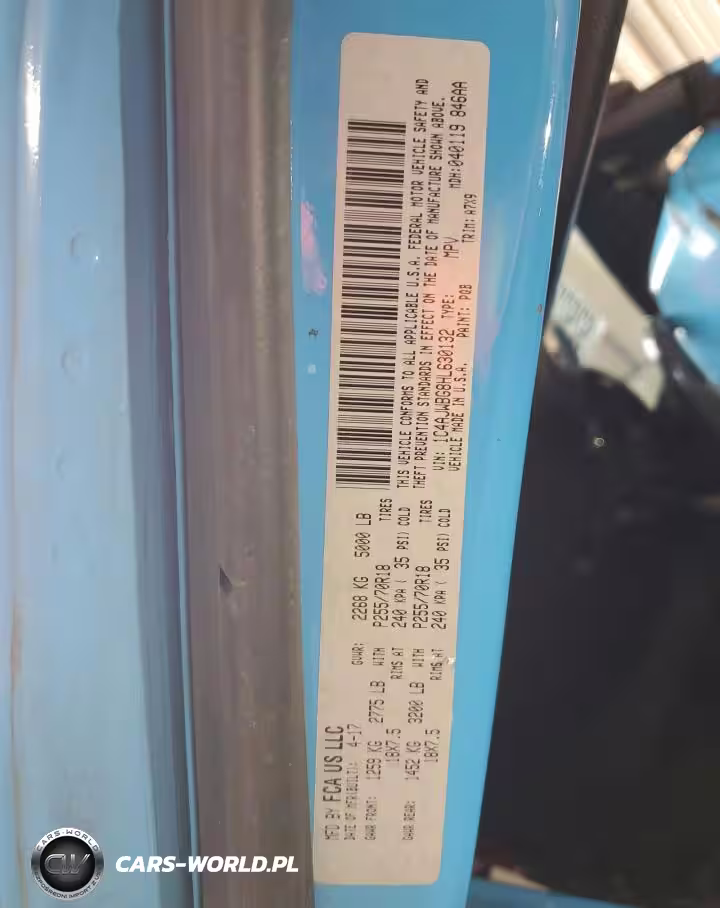 MFD BY FCA US LLC
DATE OF MFR(BUILT): 4-17 GVWR: 2268 KG 5000 LB
GAWR FRONT: 1259 KG 2775 LB WITH P255/70R18 TIRES
18X7.5 RIMS AT 240 KPA ( 35 PSI) COLD
GAWR REAR: 1452 KG 3200 LB WITH P255/70R18 TIRES
18X7.5 RIMS AT 240 KPA ( 35 PSI) COLD
THIS VEHICLE CONFORMS TO ALL APPLICABLE U.S.A. FEDERAL MOTOR VEHICLE SAFETY AND
THEFT PREVENTION STANDARDS IN EFFECT ON THE DATE OF MANUFACTURE SHOWN ABOVE.
VIN: 1C4AJWBG8HL630132 TYPE: MPV MDH:040119 846AA
VEHICLE MADE IN U.S.A. PAINT: PQB TRIM: A7X9
CARS-WORLD
CW
CARS-WORLD.PL